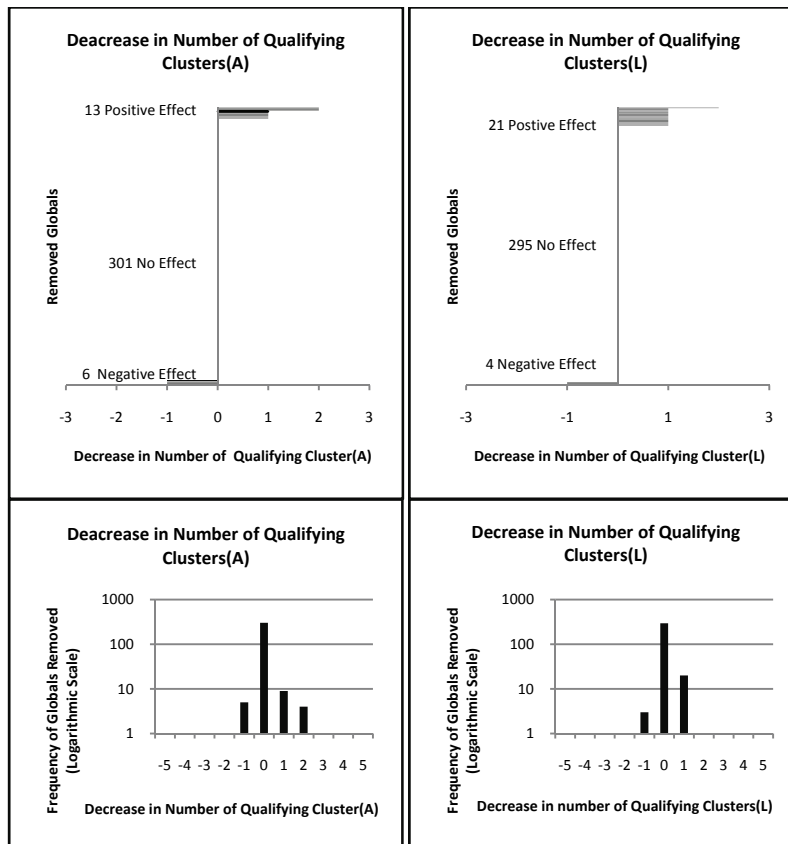 Deacrease in Number of Qualifying
Clusters(A)
13 Positive Effect
301 No Effect
6 Negative Effect
Removed Globals
-3 -2 -1 0 1 2 3
Decrease in Number of Qualifying Cluster(A)
Decrease in Number of Qualifying
Clusters(L)
21 Postive Effect
295 No Effect
4 Negative Effect
Removed Globals
-3 -1 1 3
Decrease in Number of Qualifying Cluster(L)
Deacrease in Number of Qualifying
Clusters(A)
Frequency of Globals Removed
(Logarithmic Scale)
1000
100
10
1
-5 -4 -3 -2 -1 0 1 2 3 4 5
Decrease in Number of Qualifying Cluster(A)
Decrease in Number of Qualifying
Clusters(L)
Frequency of Globals Removed
(Logarithmic Scale)
1000
100
10
1
-5 -4 -3 -2 -1 0 1 2 3 4 5
Decrease in number of Qualifying Clusters(L)